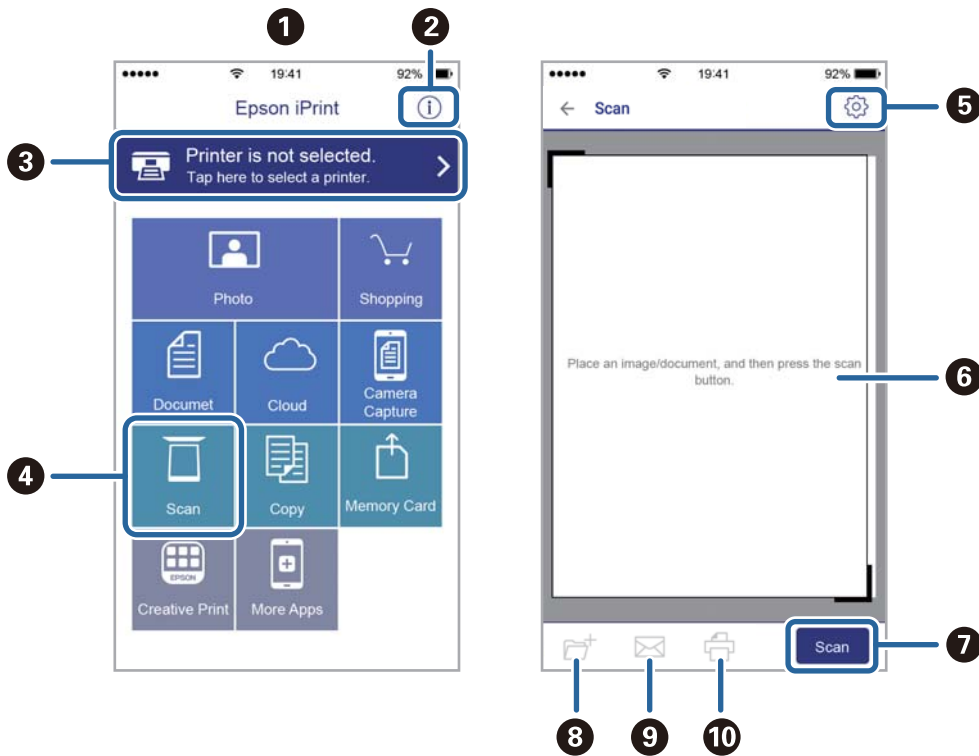 1
2
19:41
92%
Epson iPrint
3
Printer is not selected.
Tap here to select a printer.
Photo
Shopping
Documet
Cloud
Camera
Capture
4
Scan
Copy
Memory Card
EPSON
Creative Print
More Apps
19:41
92%
Scan
5
Place an image/document, and then press the scan
button.
6
Scan
7
8
9
10